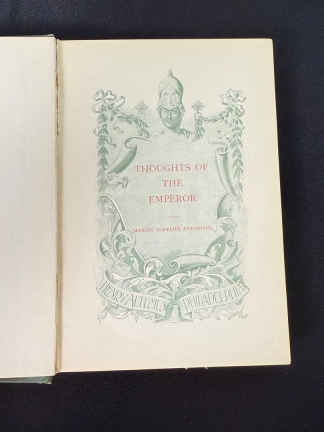 THOUGHTS OF
THE
EMPEROR
MARCUS AURELIUS ANTONINUS
HENRY ALTEMUS
PHILADELPHIA